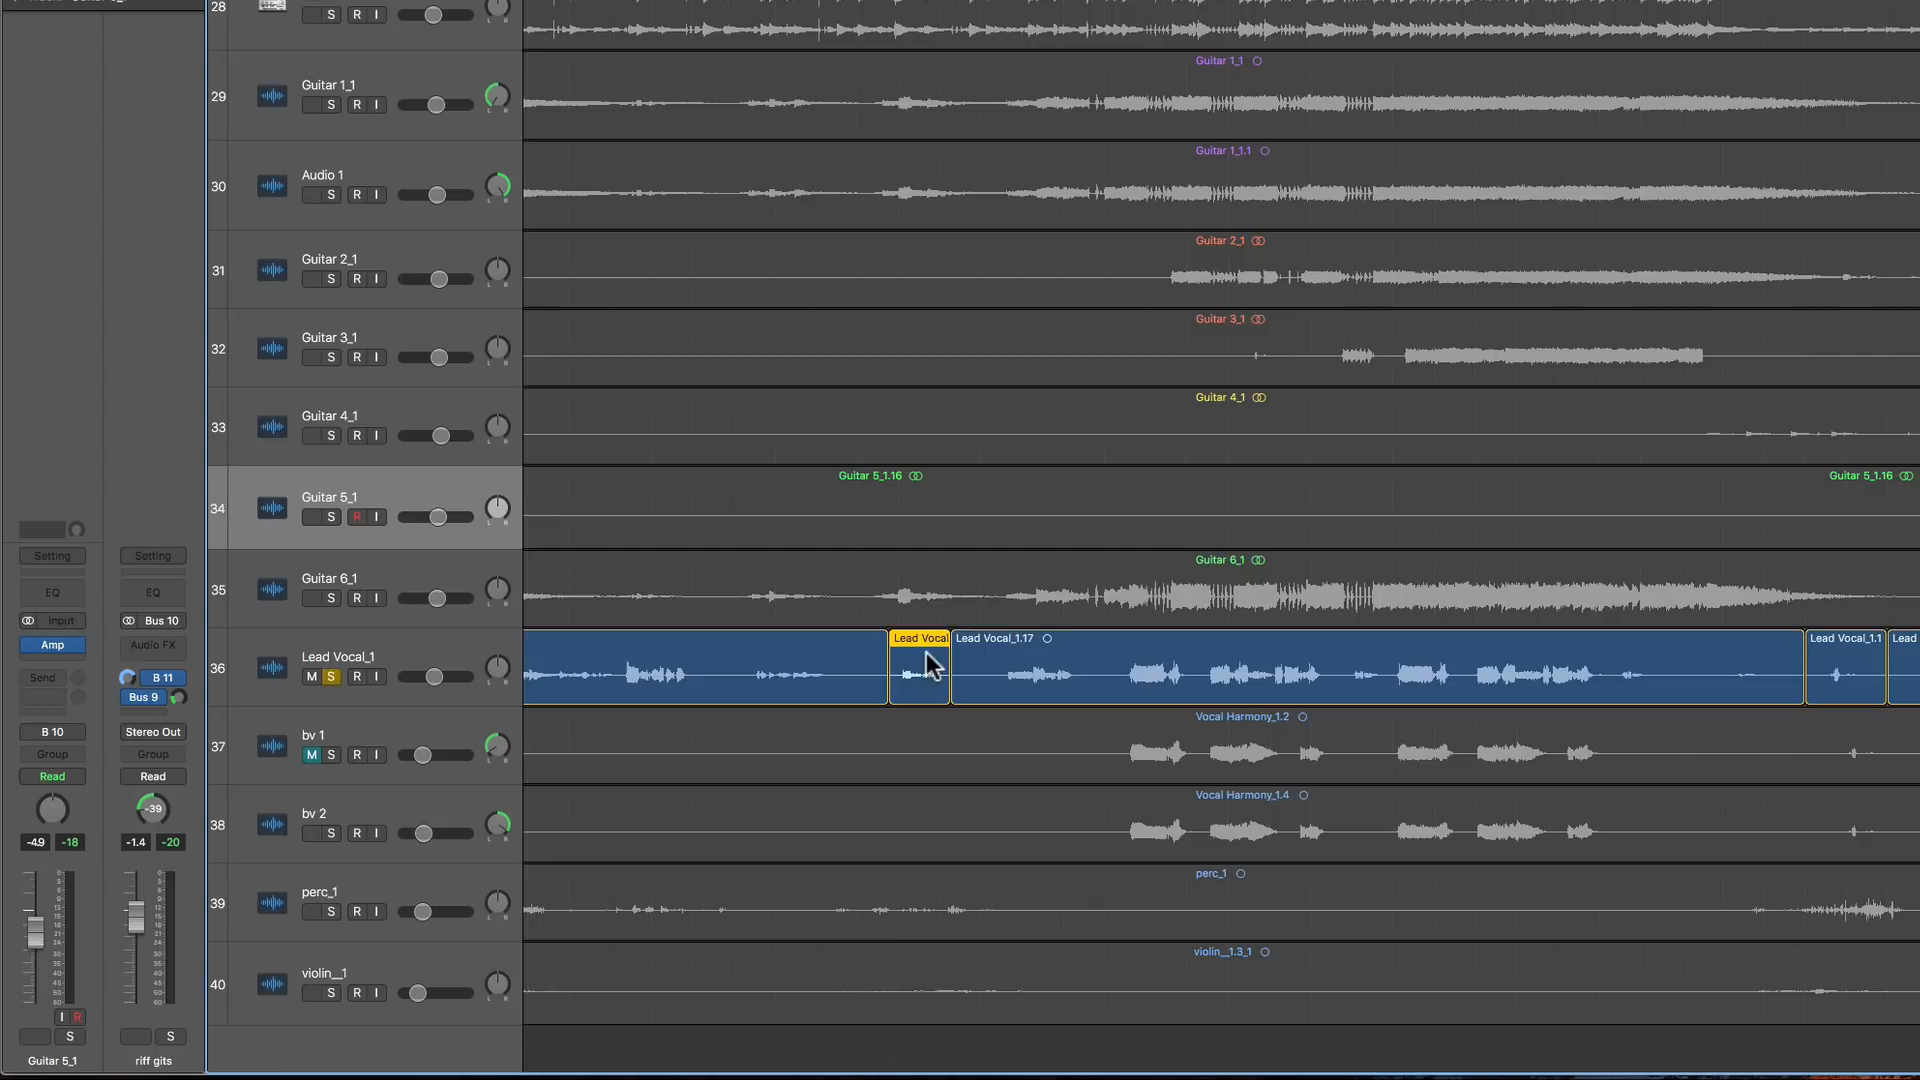 28
S R I
Guitar 1_1
29
Guitar 1_1
S R I
L R
Guitar 1_1.1
30
Audio 1
S R I
L R
Guitar 2_1
31
Guitar 2_1
S R I
L R
Guitar 3_1
32
Guitar 3_1
S R I
L R
Guitar 4_1
33
Guitar 4_1
S R I
L R
Guitar 5_1.16
Guitar 5_1.16
34
Guitar 5_1
S R I
L R
Guitar 6_1
35
Guitar 6_1
S R I
L R
Lead Vocal
Lead Vocal_1.17
Lead Vocal_1.1
Lead
36
Lead Vocal_1
M S R I
L R
Vocal Harmony_1.2
37
bv 1
M S R I
L R
Vocal Harmony_1.4
38
bv 2
S R I
L R
perc_1
39
perc_1
S R I
L R
violin__1.3_1
40
violin__1
S R I
L R
Setting
Setting
EQ
EQ
Input
Bus 10
Amp
Audio FX
Send
B 11
Bus 9
B 10
Stereo Out
Group
Group
Read
Read
-39
-4.9
-18
-1.4
-20
I R
S
S
Guitar 5_1
riff gits